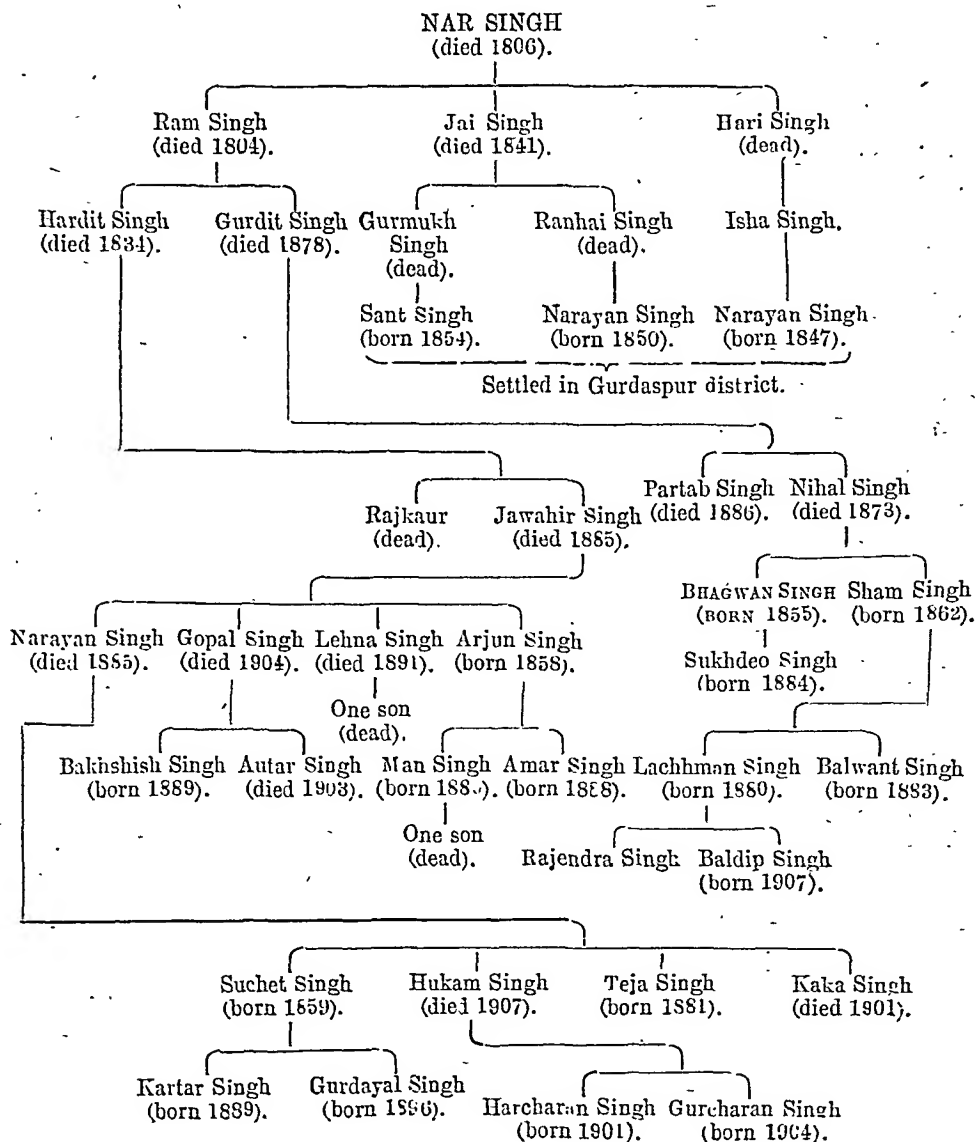 NAR SINGH
(died 1806).
Ram Singh Jai Singh Hari Singh
(died 1804). (died 1841). (dead).
Hardit Singh Gurdit Singh Gurmukh Ranhai Singh Isha Singh.
(died 1834). (died 1878). Singh (dead).
(dead).
Sant Singh Narayan Singh Narayan Singh
(born 1854). (born 1850). (born 1847).
Settled in Gurdaspur district.
Partab Singh Nihal Singh
Rajkaur Jawahir Singh (died 1886). (died 1873).
(dead). (died 1885).
BHAGWAN SINGH Sham Singh
(BORN 1855). (born 1862).
Narayan Singh Gopal Singh Lehna Singh Arjun Singh
(died 1885). (died 1904). (died 1891). (born 1858).
Sukhdeo Singh
(born 1884).
One son
(dead).
Bakhshish Singh Autar Singh Man Singh Amar Singh Lachhman Singh Balwant Singh
(born 1889). (died 1903). (born (born 1888). (born 1880). (born 1883).
One son
(dead).
Rajendra Singh Baldip Singh
(born 1907).
Suchet Singh Hukam Singh Teja Singh Kaka Singh
(born 1859). (died 1907). (born 1881). (died 1901).
Kartar Singh Gurdayal Singh
(born 1889). (born 1896).
Harcharan Singh Gurcharan Singh
(born 1901). (born 1904).